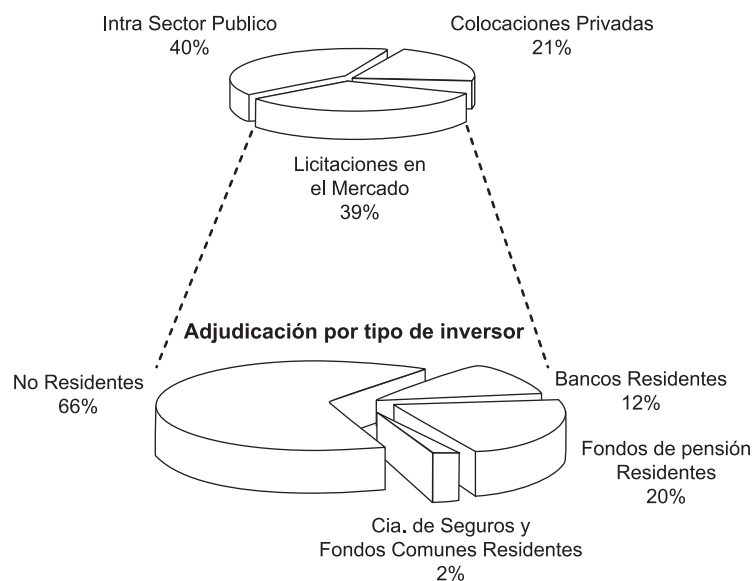 Intra Sector Publico
40%
Colocaciones Privadas
21%
Licitaciones en
el Mercado
39%
Adjudicación por tipo de inversor
No Residentes
66%
Bancos Residentes
12%
Fondos de pensión
Residentes
20%
Cia. de Seguros y
Fondos Comunes Residentes
2%